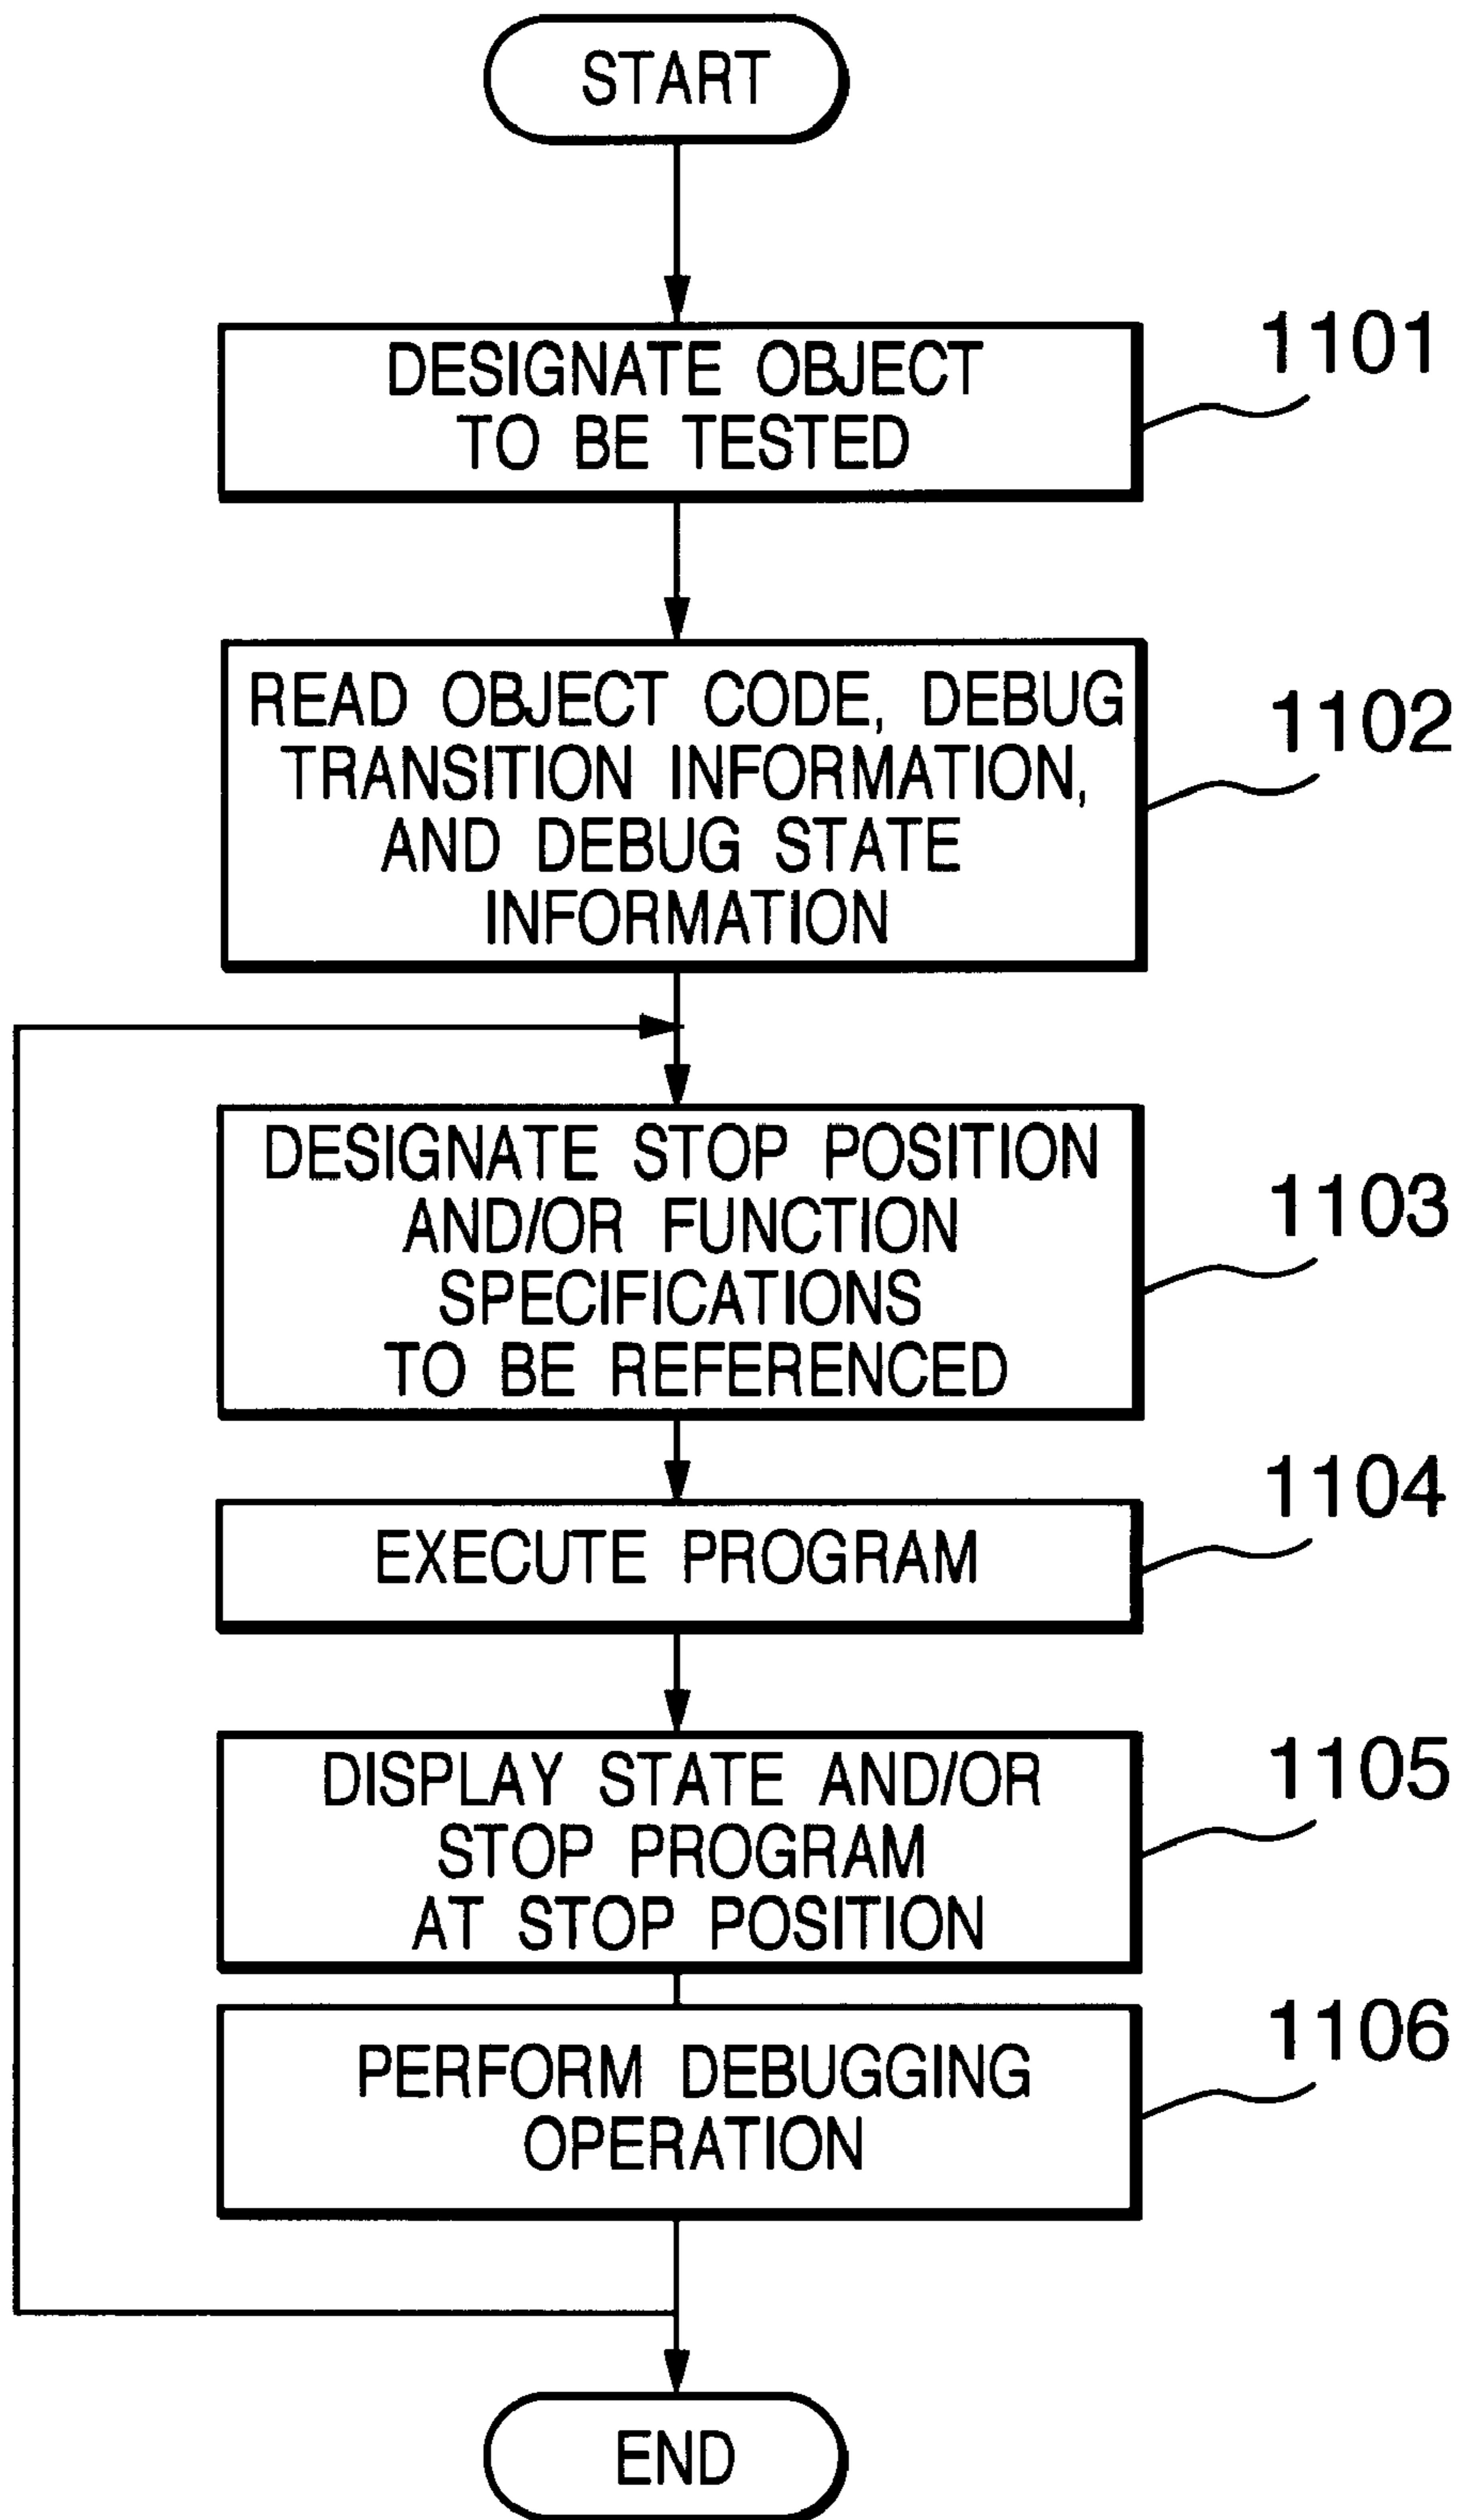 START
DESIGNATE OBJECT
TO BE TESTED
1101
READ OBJECT CODE, DEBUG
TRANSITION INFORMATION,
AND DEBUG STATE
INFORMATION
1102
DESIGNATE STOP POSITION
AND/OR FUNCTION
SPECIFICATIONS
TO BE REFERENCED
1103
EXECUTE PROGRAM
1104
DISPLAY STATE AND/OR
STOP PROGRAM
AT STOP POSITION
1105
PERFORM DEBUGGING
OPERATION
1106
END